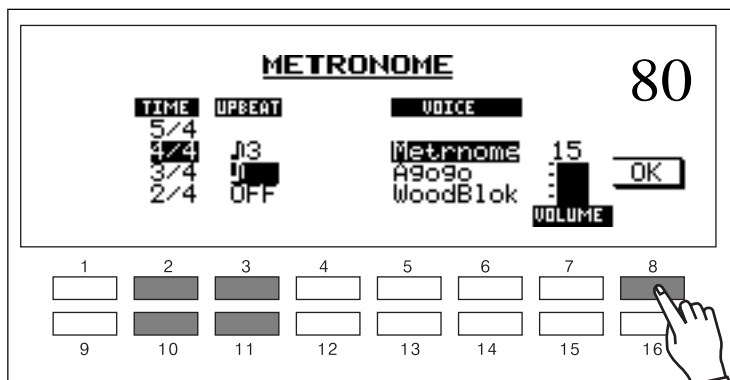 METRONOME
80
TIME UPBEAT VOICE
5/4
4/4 ♪3 Metrnome 15
3/4 ♪ Agogo OK
2/4 OFF WoodBlok
VOLUME
1 2 3 4 5 6 7 8
9 10 11 12 13 14 15 16